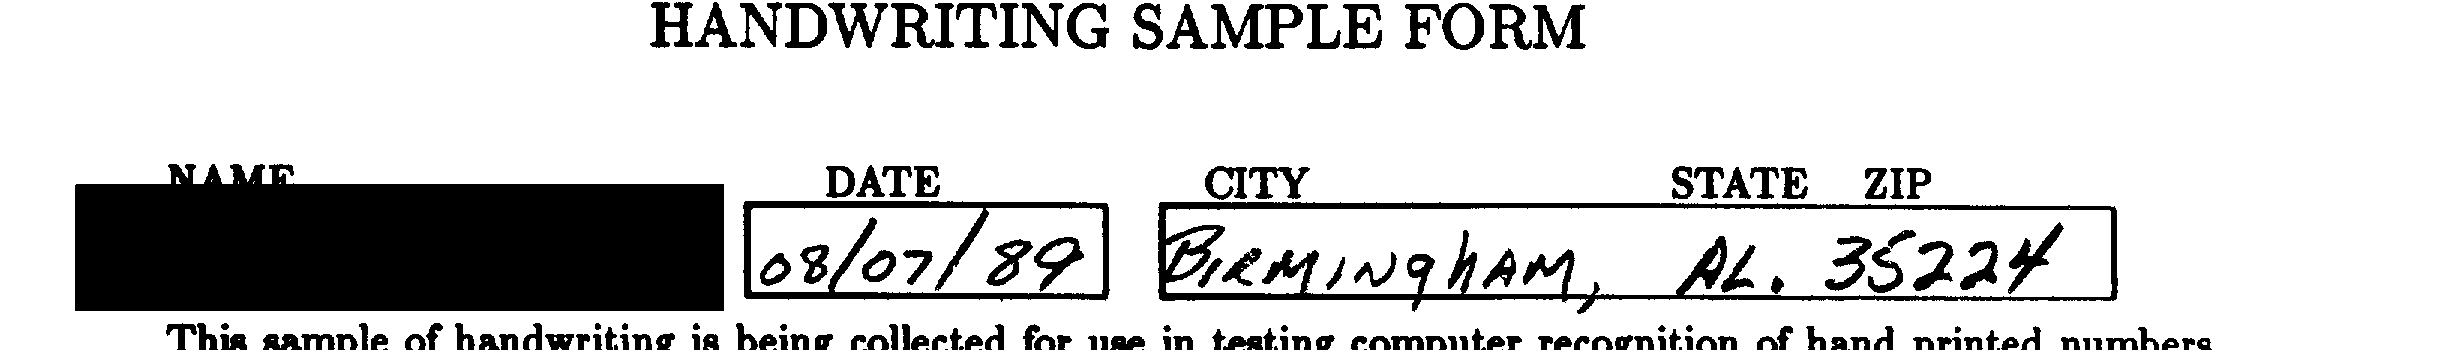 HANDWRITING SAMPLE FORM
NAME DATE CITY STATE ZIP
08/07/89 BIRMINGHAM, AL. 35224
This sample of handwriting is being collected for use in testing computer recognition of hand printed numbers